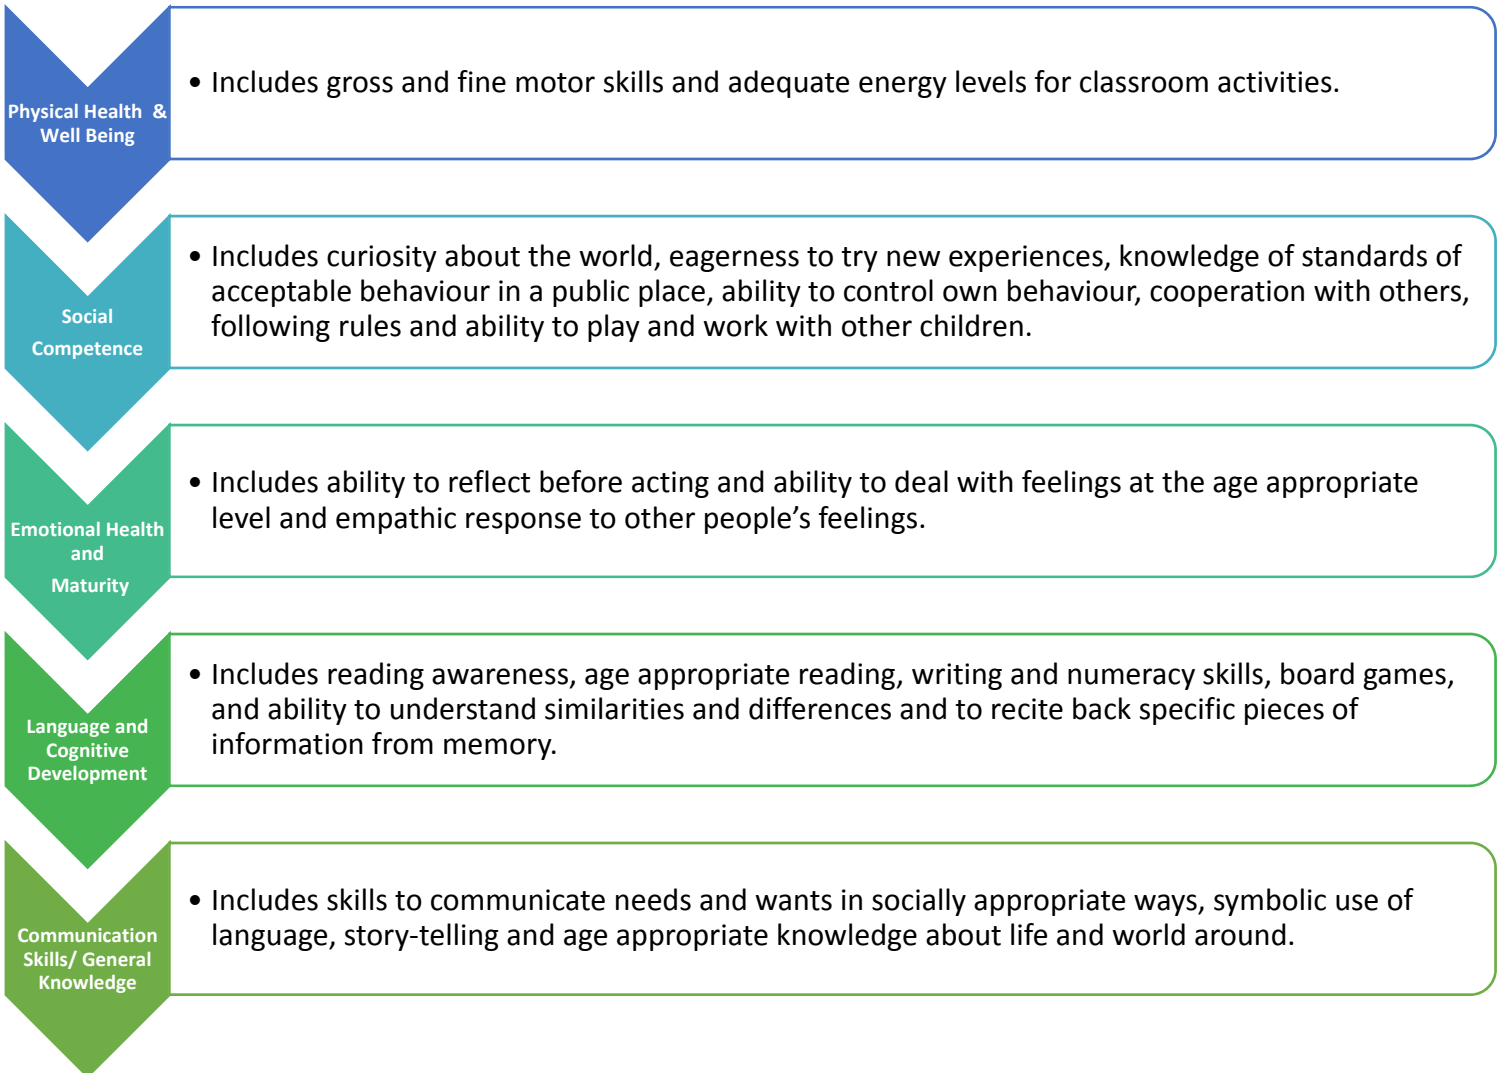 Physical Health &
Well Being
• Includes gross and fine motor skills and adequate energy levels for classroom activities.
Social
Competence
• Includes curiosity about the world, eagerness to try new experiences, knowledge of standards of
acceptable behaviour in a public place, ability to control own behaviour, cooperation with others,
following rules and ability to play and work with other children.
Emotional Health
and
Maturity
• Includes ability to reflect before acting and ability to deal with feelings at the age appropriate
level and empathic response to other people’s feelings.
Language and
Cognitive
Development
• Includes reading awareness, age appropriate reading, writing and numeracy skills, board games,
and ability to understand similarities and differences and to recite back specific pieces of
information from memory.
Communication
Skills/ General
Knowledge
• Includes skills to communicate needs and wants in socially appropriate ways, symbolic use of
language, story-telling and age appropriate knowledge about life and world around.